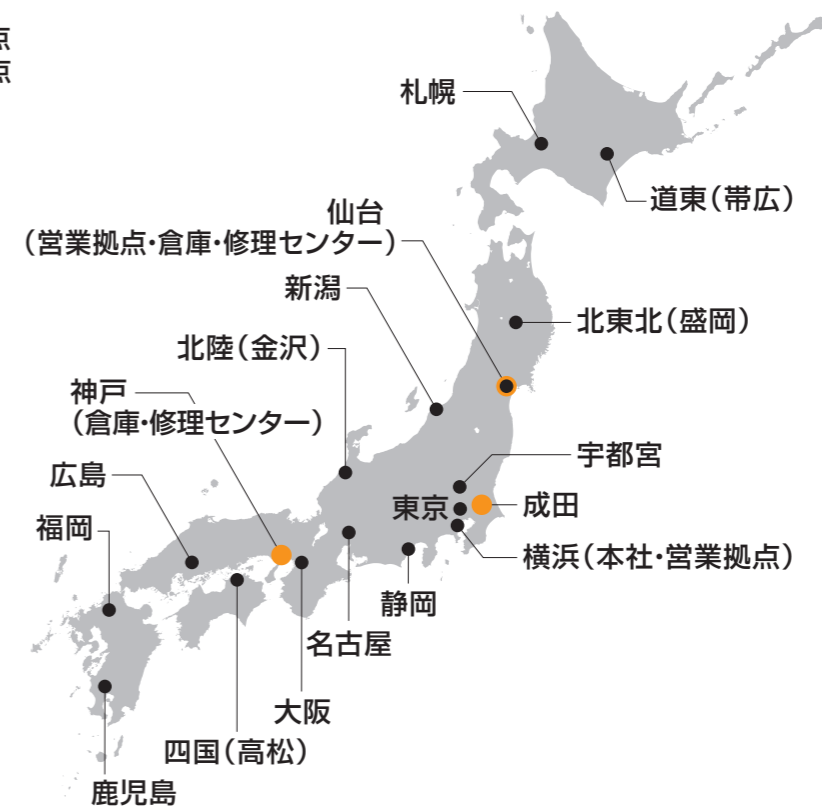 点
点
札幌
道東（帯広）
仙台
（営業拠点・倉庫・修理センター）
新潟
北東北（盛岡）
北陸（金沢）
神戸
（倉庫・修理センター）
宇都宮
広島
東京
成田
福岡
横浜（本社・営業拠点）
静岡
名古屋
大阪
四国（高松）
鹿児島